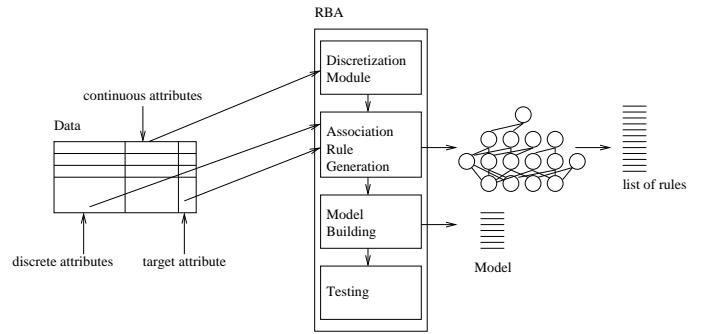 RBA
Discretization
Module
continuous attributes
Data
Association
Rule
Generation
list of rules
Model
Building
discrete attributes
target attribute
Model
Testing